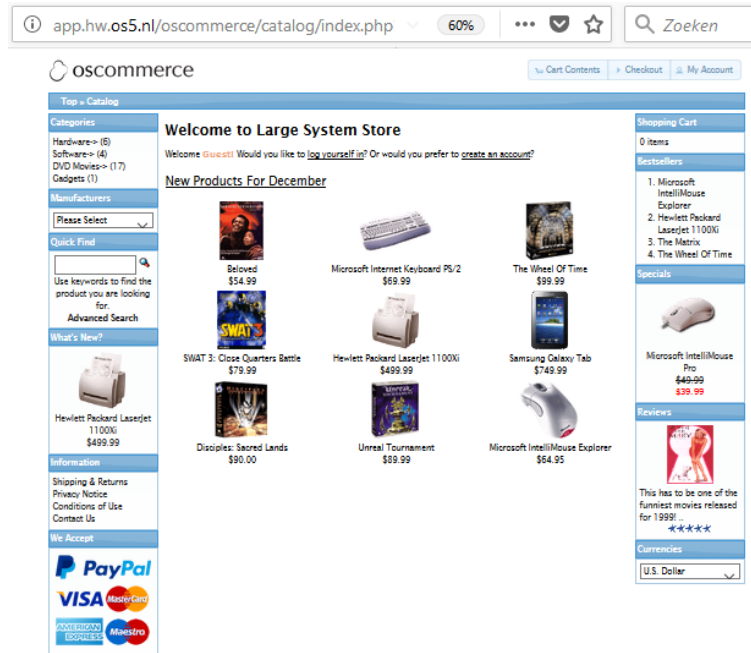 app.hw.os5.nl/oscommerce/catalog/index.php
60%
Zoeken
oscommerce
Cart Contents
Checkout
My Account
Top » Catalog
Categories
Hardware-> (6)
Software-> (4)
DVD Movies-> (17)
Gadgets (1)
Manufacturers
Please Select
Quick Find
Use keywords to find the
product you are looking
for.
Advanced Search
What's New?
Hewlett Packard LaserJet
1100Xi
$499.99
Information
Shipping & Returns
Privacy Notice
Conditions of Use
Contact Us
We Accept
PayPal
VISA
MasterCard
AMERICAN
EXPRESS
Maestro
Welcome to Large System Store
Welcome Guest! Would you like to log yourself in? Or would you prefer to create an account?
New Products For December
Beloved
$54.99
Microsoft Internet Keyboard PS/2
$69.99
The Wheel Of Time
$99.99
SWAT 3
SWAT 3: Close Quarters Battle
$79.99
Hewlett Packard LaserJet 1100Xi
$499.99
Samsung Galaxy Tab
$749.99
Disciples: Sacred Lands
$90.00
Unreal Tournament
$89.99
Microsoft IntelliMouse Explorer
$64.95
Shopping Cart
0 items
Bestsellers
1. Microsoft
IntelliMouse
Explorer
2. Hewlett Packard
LaserJet 1100Xi
3. The Matrix
4. The Wheel Of Time
Specials
Microsoft IntelliMouse
Pro
$49.99
$39.99
Reviews
This has to be one of the
funniest movies released
for 1999! ..
Currencies
U.S. Dollar